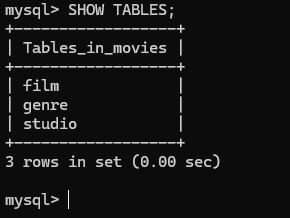 mysql> SHOW TABLES;
+------------------+
| Tables_in_movies |
+------------------+
| film             |
| genre            |
| studio           |
+------------------+
3 rows in set (0.00 sec)
mysql>